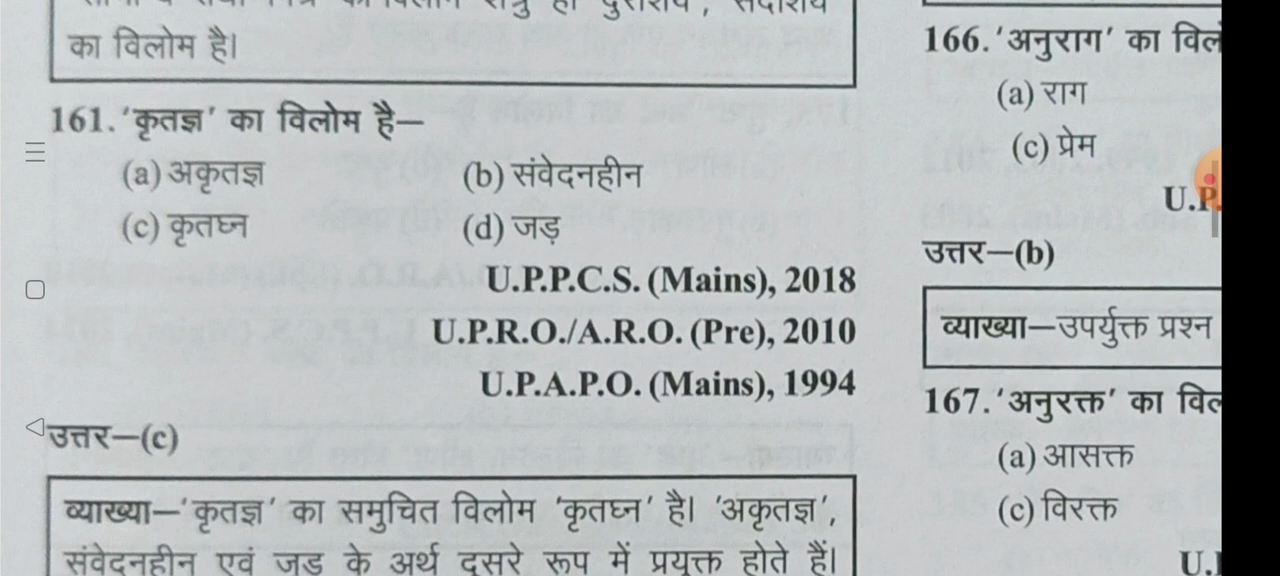 का विलोम है।
161. 'कृतज्ञ' का विलोम है–
(a) अकृतज्ञ (b) संवेदनहीन
(c) कृतघ्न (d) जड़
U.P.P.C.S. (Mains), 2018
U.P.R.O./A.R.O. (Pre), 2010
U.P.A.P.O. (Mains), 1994
उत्तर–(c)
व्याख्या–'कृतज्ञ' का समुचित विलोम 'कृतघ्न' है। 'अकृतज्ञ',
संवेदनहीन एवं जड़ के अर्थ दूसरे रूप में प्रयुक्त होते हैं।
166. 'अनुराग' का
(a) राग
(c) प्रेम
उत्तर–(b)
व्याख्या–उपर्युक्त प्रश्न
167. 'अनुरक्त' का
(a) आसक्त
(c) विरक्त